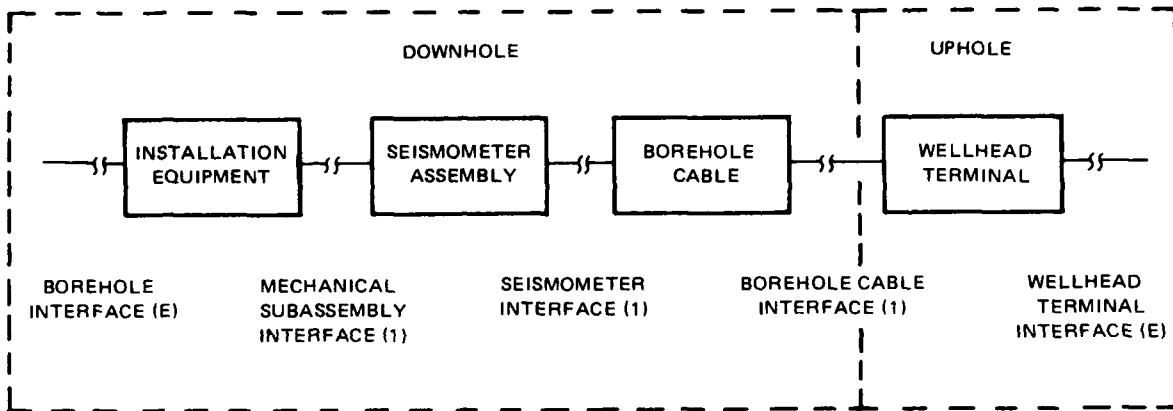 DOWNHOLE
UPHOLE
INSTALLATION
EQUIPMENT
SEISMOMETER
ASSEMBLY
BOREHOLE
CABLE
WELLHEAD
TERMINAL
BOREHOLE
INTERFACE (E)
MECHANICAL
SUBASSEMBLY
INTERFACE (1)
SEISMOMETER
INTERFACE (1)
BOREHOLE CABLE
INTERFACE (1)
WELLHEAD
TERMINAL
INTERFACE (E)